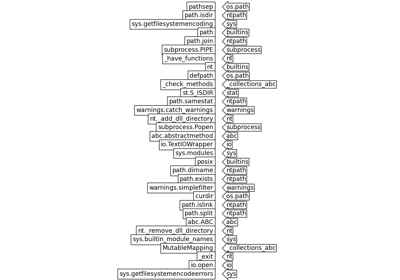 pathsep os.path
path.isdir ntpath
sys.getfilesystemencoding sys
path builtins
path.join ntpath
subprocess.PIPE subprocess
_have_functions nt
nt builtins
defpath os.path
_check_methods _collections_abc
st.S_ISDIR stat
path.samestat ntpath
warnings.catch_warnings warnings
nt._add_dll_directory nt
subprocess.Popen subprocess
abc.abstractmethod abc
io.TextIOWrapper io
sys.modules sys
posix builtins
path.dirname ntpath
path.exists ntpath
warnings.simplefilter warnings
curdir os.path
path.islink ntpath
path.split ntpath
abc.ABC abc
nt._remove_dll_directory nt
sys.builtin_module_names sys
MutableMapping _collections_abc
_exit nt
io.open io
sys.getfilesystemencodeerrors sys